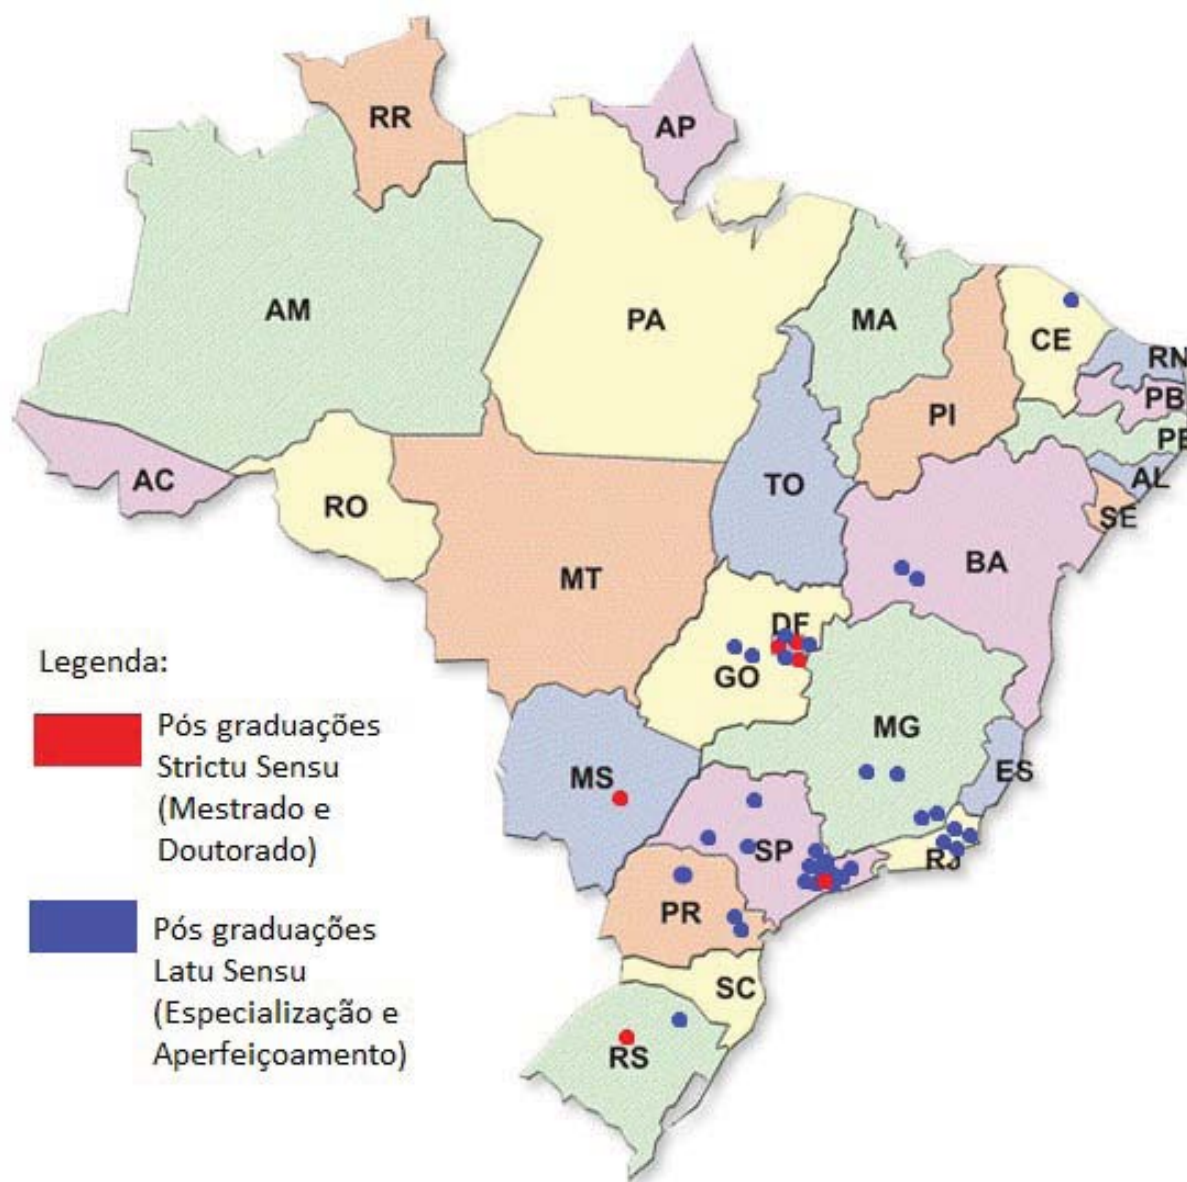 RR
AP
AM
PA
MA
CE
RN
PB
PI
PE
AC
TO
AL
RO
SE
BA
MT
DF
GO
MG
MS
ES
SP
RJ
PR
SC
RS
Legenda:
Pós graduações
Strictu Sensu
(Mestrado e
Doutorado)
Pós graduações
Latu Sensu
(Especialização e
Aperfeiçoamento)